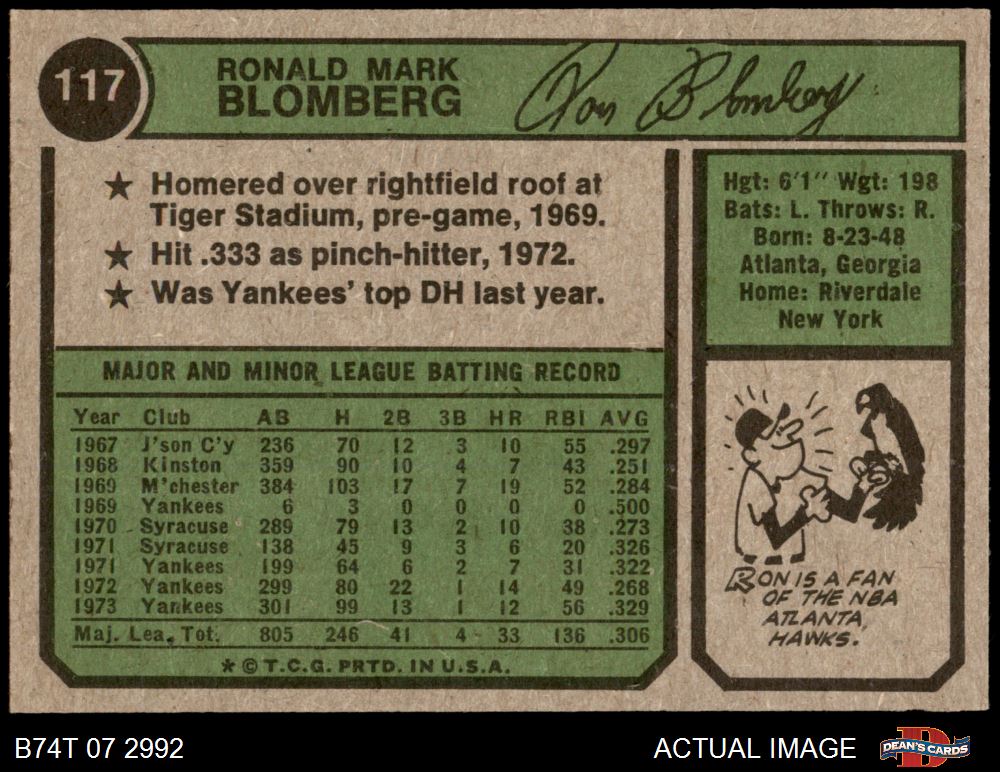 117
RONALD MARK
BLOMBERG
Ron Blomberg
★ Homered over rightfield roof at
Tiger Stadium, pre-game, 1969.
★ Hit .333 as pinch-hitter, 1972.
★ Was Yankees' top DH last year.
Hgt: 6'1" Wgt: 198
Bats: L. Throws: R.
Born: 8-23-48
Atlanta, Georgia
Home: Riverdale
New York
MAJOR AND MINOR LEAGUE BATTING RECORD
Year Club AB H 2B 3B HR RBI AVG
1967 J'son C'y 236 70 12 3 10 55 .297
1968 Kinston 359 90 10 4 7 43 .251
1969 M'chester 384 103 17 7 19 52 .284
1969 Yankees 6 3 0 0 0 0 .500
1970 Syracuse 289 79 13 2 10 38 .273
1971 Syracuse 138 45 9 3 6 20 .326
1971 Yankees 199 64 6 2 7 31 .322
1972 Yankees 299 80 22 1 14 49 .268
1973 Yankees 301 99 13 1 12 56 .329
Maj. Lea. Tot. 805 246 41 4 33 136 .306
* © T.C.G. PRTD. IN U.S.A.
RON IS A FAN
OF THE NBA
ATLANTA
HAWKS.
B74T 07 2992
ACTUAL IMAGE
DEAN'S CARDS